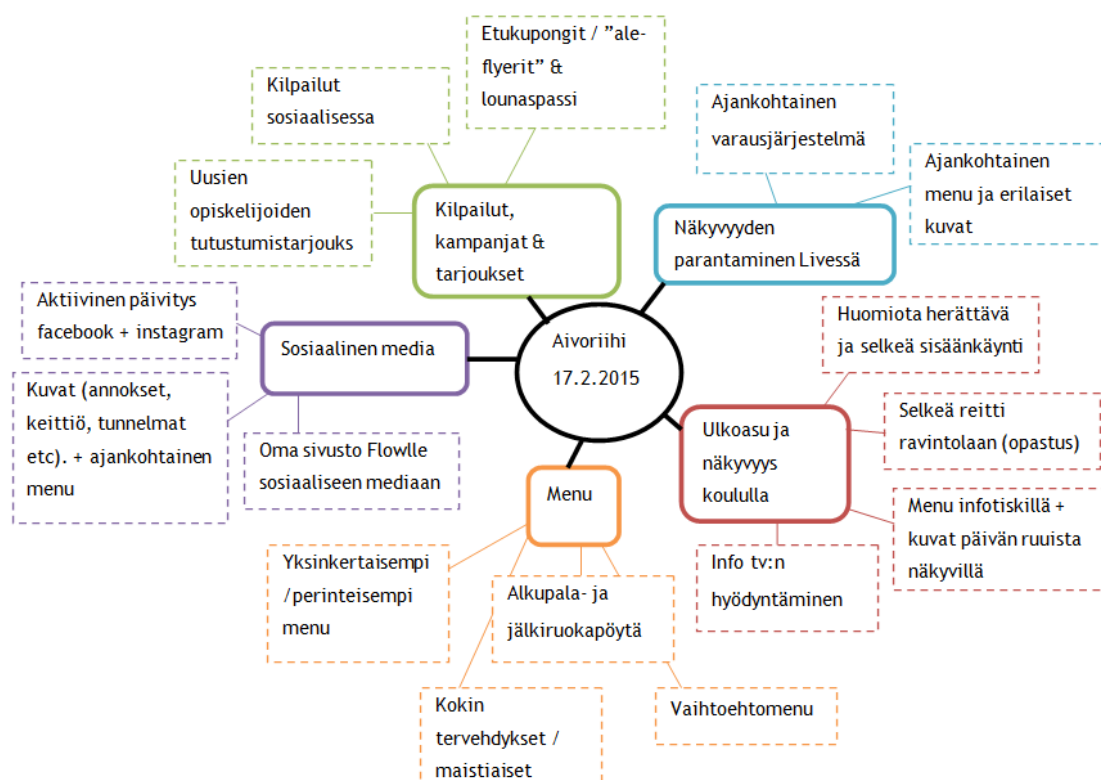 Etukupongit / ”ale-
flyerit” &
lounaspassi
Kilpailut
sosiaalisessa
Uusien
opiskelijoiden
tutustumistarjouks
Kilpailut,
kampanjat &
tarjoukset
Ajankohtainen
varausjärjestelmä
Ajankohtainen
menu ja erilaiset
kuvat
Näkyvyyden
parantaminen Livessä
Aktiivinen päivitys
facebook + instagram
Sosiaalinen media
Kuvat (annokset,
keittiö, tunnelmat
etc). + ajankohtainen
menu
Oma sivusto Flowlle
sosiaaliseen mediaan
Aivoriihi
17.2.2015
Huomiota herättävä
ja selkeä sisäänkäynti
Selkeä reitti
ravintolaan (opastus)
Ulkoasu ja
näkyvyys
koululla
Menu infotiskillä +
kuvat päivän ruuista
näkyvillä
Info tv:n
hyödyntäminen
Menu
Yksinkertaisempi
/perinteisempi
menu
Alkupala- ja
jälkiruokapöytä
Kokin
tervehdykset /
maistiaiset
Vaihtoehtomenu